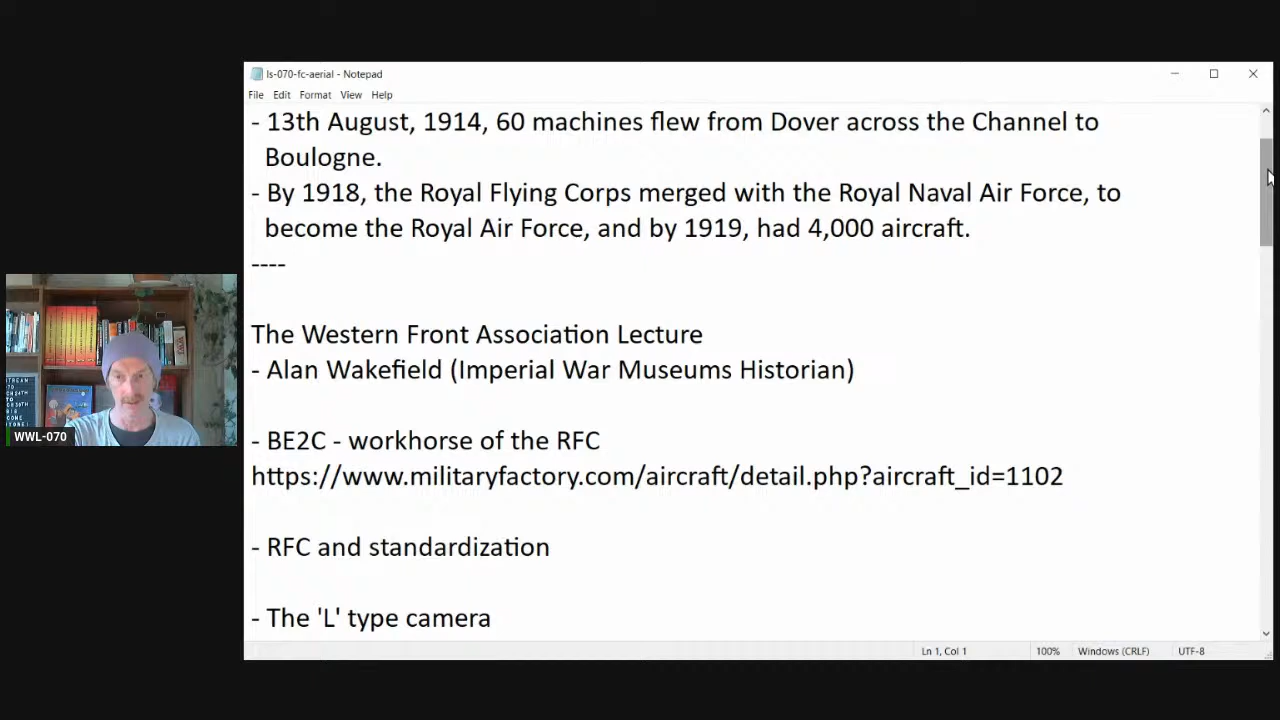 ls-070-fc-aerial - Notepad
File Edit Format View Help
- 13th August, 1914, 60 machines flew from Dover across the Channel to
Boulogne.
- By 1918, the Royal Flying Corps merged with the Royal Naval Air Force, to
become the Royal Air Force, and by 1919, had 4,000 aircraft.
----
The Western Front Association Lecture
- Alan Wakefield (Imperial War Museums Historian)
- BE2C - workhorse of the RFC
https://www.militaryfactory.com/aircraft/detail.php?aircraft_id=1102
- RFC and standardization
- The 'L' type camera
WWL-070
Ln 1, Col 1 100% Windows (CRLF) UTF-8